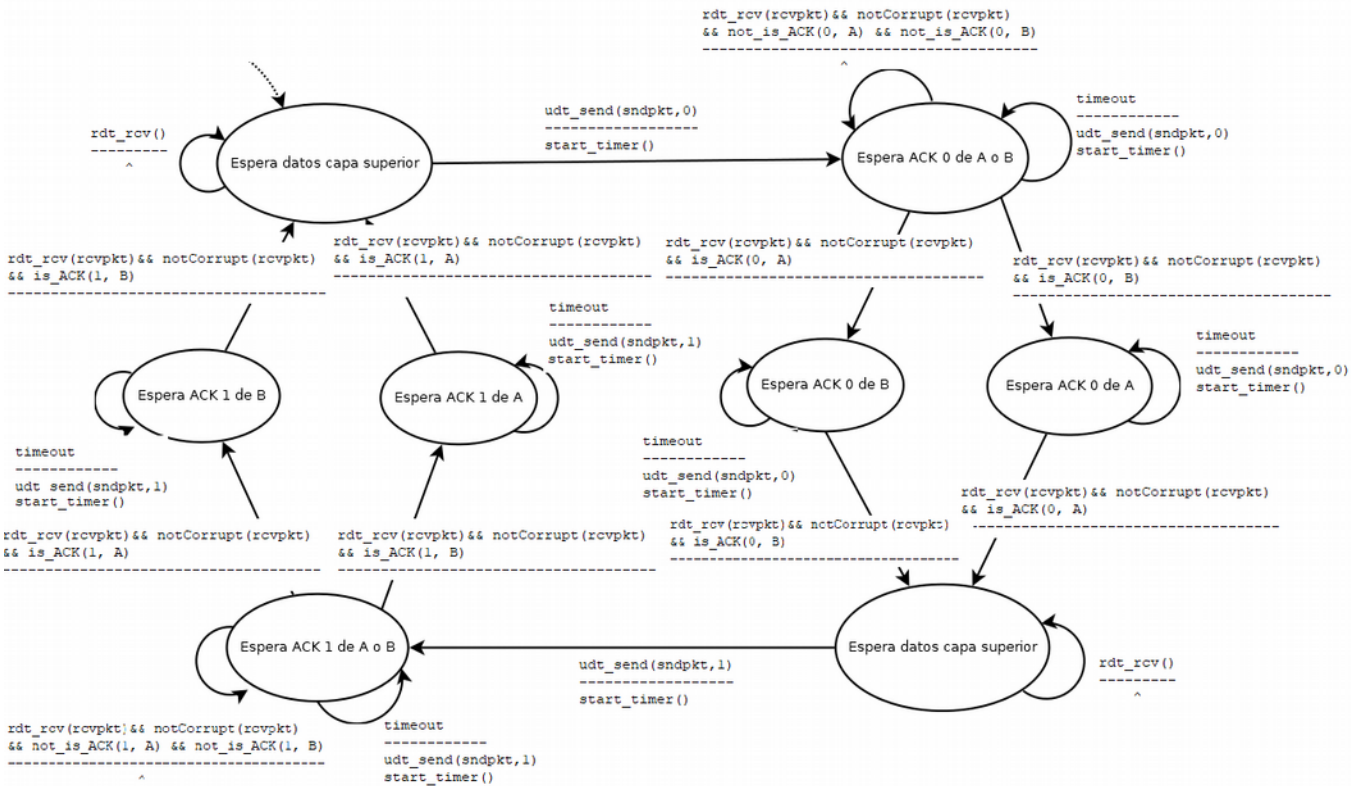 rdt_rcv(rcvpkt)&& notCorrupt(rcvpkt)
&& not_is_ACK(0, A) && not_is_ACK(0, B)
-----------------------------------------
^
rdt_rcv()
---------
^
Espera datos capa superior
udt_send(sndpkt,0)
------------------
start_timer()
Espera ACK 0 de A o B
timeout
------------
udt_send(sndpkt,0)
start_timer()
rdt_rcv(rcvpkt)&& notCorrupt(rcvpkt)
&& is_ACK(1, B)
---------------------------------------
rdt_rcv(rcvpkt)&& notCorrupt(rcvpkt)
&& is_ACK(1, A)
---------------------------------------
rdt_rcv(rcvpkt)&& notCorrupt(rcvpkt)
&& is_ACK(0, A)
---------------------------------------
rdt_rcv(rcvpkt)&& notCorrupt(rcvpkt)
&& is_ACK(0, B)
---------------------------------------
Espera ACK 1 de B
timeout
------------
udt_send(sndpkt,1)
start_timer()
Espera ACK 1 de A
timeout
------------
udt_send(sndpkt,1)
start_timer()
Espera ACK 0 de B
timeout
------------
udt_send(sndpkt,0)
start_timer()
Espera ACK 0 de A
timeout
------------
udt_send(sndpkt,0)
start_timer()
rdt_rcv(rcvpkt)&& notCorrupt(rcvpkt)
&& is_ACK(1, A)
---------------------------------------
rdt_rcv(rcvpkt)&& notCorrupt(rcvpkt)
&& is_ACK(1, B)
---------------------------------------
rdt_rcv(rcvpkt)&& notCorrupt(rcvpkt)
&& is_ACK(0, B)
-----------------------------------
rdt_rcv(rcvpkt)&& notCorrupt(rcvpkt)
&& is_ACK(0, A)
--------------------------------------
Espera ACK 1 de A o B
udt_send(sndpkt,1)
-------------------
start_timer()
Espera datos capa superior
rdt_rcv()
---------
^
rdt_rcv(rcvpkt)&& notCorrupt(rcvpkt)
&& not_is_ACK(1, A) && not_is_ACK(1, B)
---------------------------------------
^
timeout
------------
udt_send(sndpkt,1)
start_timer()